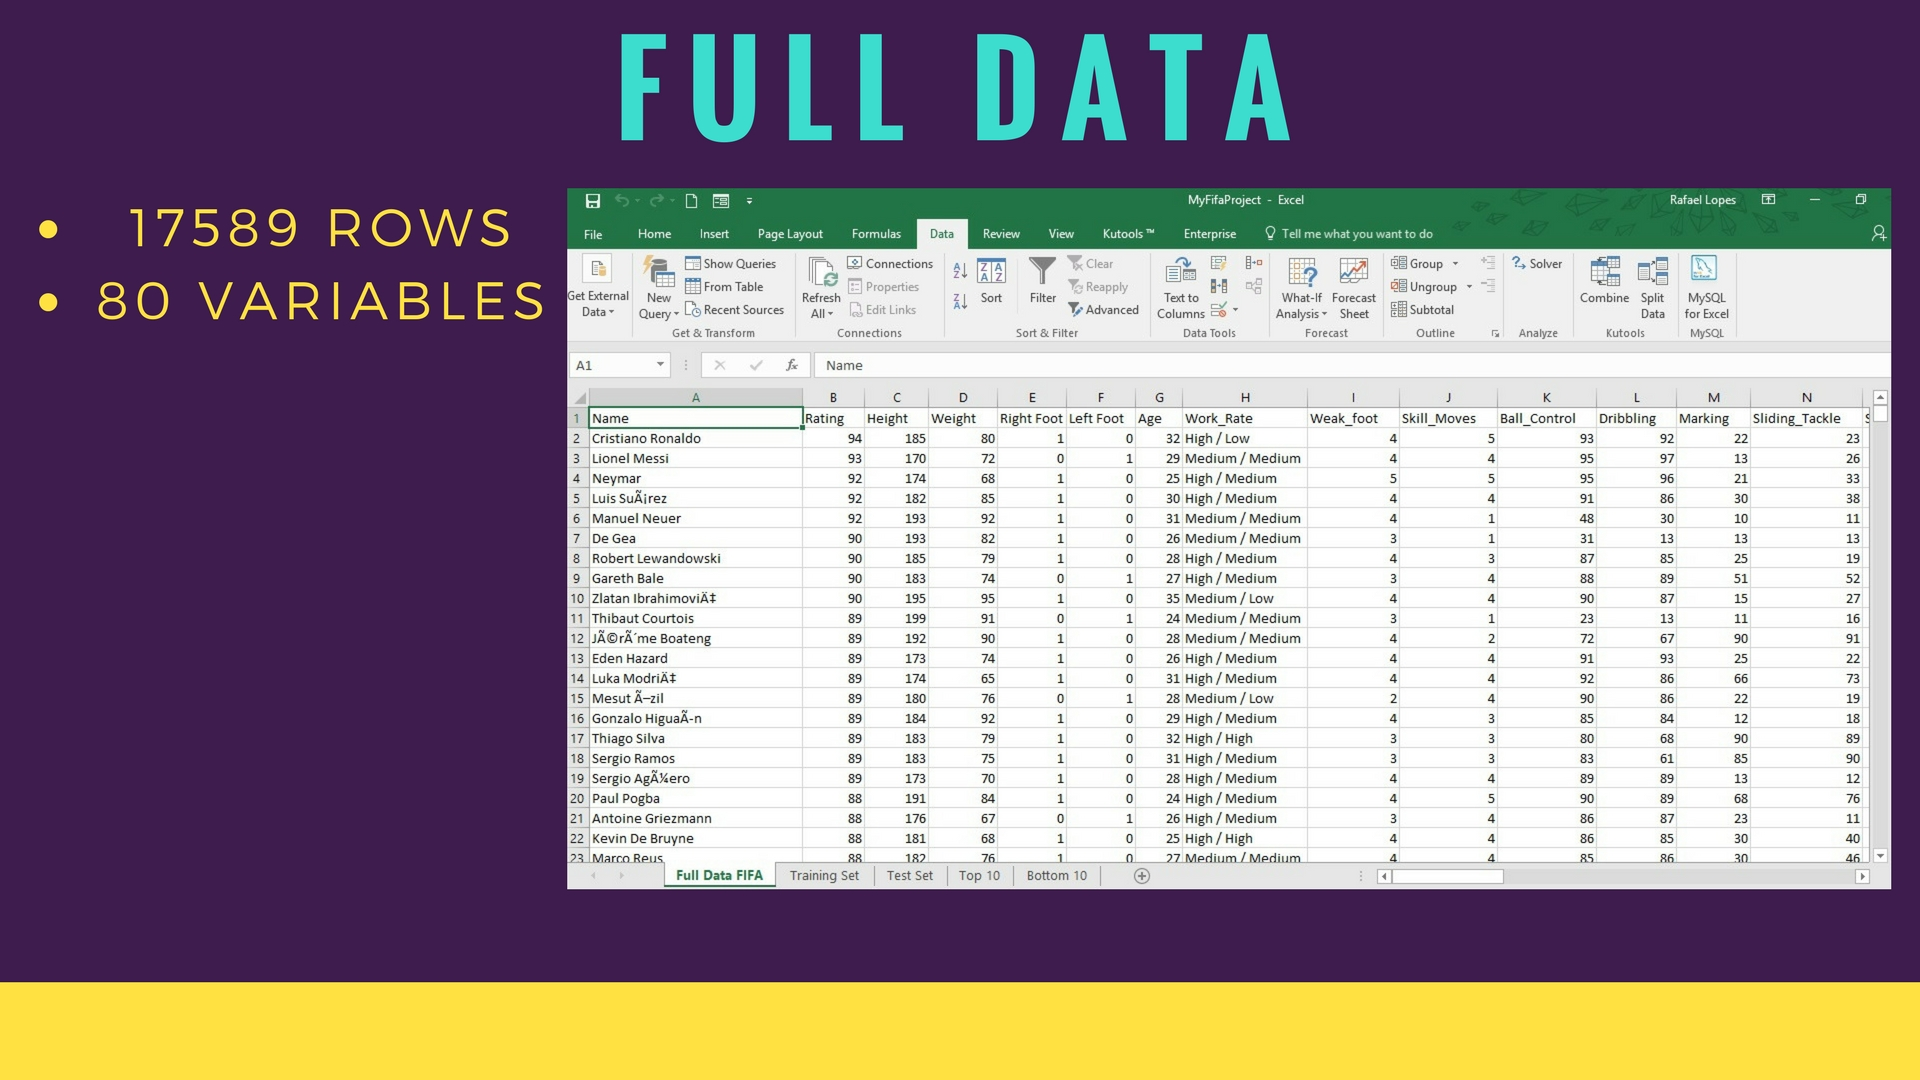 FULL DATA
• 17589 ROWS
• 80 VARIABLES
MyFifaProject - Excel
Rafael Lopes
File Home Insert Page Layout Formulas Data Review View Kutools ™ Enterprise Tell me what you want to do
Get External Data
New Query
Show Queries
From Table
Recent Sources
Get & Transform
Refresh All
Connections
Properties
Edit Links
Connections
Sort
Filter
Clear
Reapply
Advanced
Sort & Filter
Text to Columns
Data Tools
What-If Analysis
Forecast Sheet
Forecast
Group
Ungroup
Subtotal
Outline
Solver
Analyze
Combine
Split Data
Kutools
MySQL for Excel
MySQL
A1 fx Name
A B C D E F G H I J K L M N
1 Name Rating Height Weight Right Foot Left Foot Age Work_Rate Weak_foot Skill_Moves Ball_Control Dribbling Marking Sliding_Tackle
2 Cristiano Ronaldo 94 185 80 1 0 32 High / Low 4 5 93 92 22 23
3 Lionel Messi 93 170 72 0 1 29 Medium / Medium 4 4 95 97 13 26
4 Neymar 92 174 68 1 0 25 High / Medium 5 5 95 96 21 33
5 Luis SuÃ¡rez 92 182 85 1 0 30 High / Medium 4 4 91 86 30 38
6 Manuel Neuer 92 193 92 1 0 31 Medium / Medium 4 1 48 30 10 11
7 De Gea 90 193 82 1 0 26 Medium / Medium 3 1 31 13 13 13
8 Robert Lewandowski 90 185 79 1 0 28 High / Medium 4 3 87 85 25 19
9 Gareth Bale 90 183 74 0 1 27 High / Medium 3 4 88 89 51 52
10 Zlatan IbrahimoviÄ‡ 90 195 95 1 0 35 Medium / Low 4 4 90 87 15 27
11 Thibaut Courtois 89 199 91 0 1 24 Medium / Medium 3 1 23 13 11 16
12 JÃ©rÃ´me Boateng 89 192 90 1 0 28 Medium / Medium 4 2 72 67 90 91
13 Eden Hazard 89 173 74 1 0 26 High / Medium 4 4 91 93 25 22
14 Luka ModriÄ‡ 89 174 65 1 0 31 High / Medium 4 4 92 86 66 73
15 Mesut Ã–zil 89 180 76 0 1 28 Medium / Low 2 4 90 86 22 19
16 Gonzalo HiguaÃ-n 89 184 92 1 0 29 High / Medium 4 3 85 84 12 18
17 Thiago Silva 89 183 79 1 0 32 High / High 3 3 80 68 90 89
18 Sergio Ramos 89 183 75 1 0 31 High / Medium 3 3 83 61 85 90
19 Sergio AgÃ¼ero 89 173 70 1 0 28 High / Medium 4 4 89 89 13 12
20 Paul Pogba 88 191 84 1 0 24 High / Medium 4 5 90 89 68 76
21 Antoine Griezmann 88 176 67 0 1 26 High / Medium 3 4 86 87 23 11
22 Kevin De Bruyne 88 181 68 1 0 25 High / High 4 4 86 85 30 40
23 Marco Reus 88 182 76 1 0 27 Medium / Medium 4 4 85 86 30 46
Full Data FIFA Training Set Test Set Top 10 Bottom 10